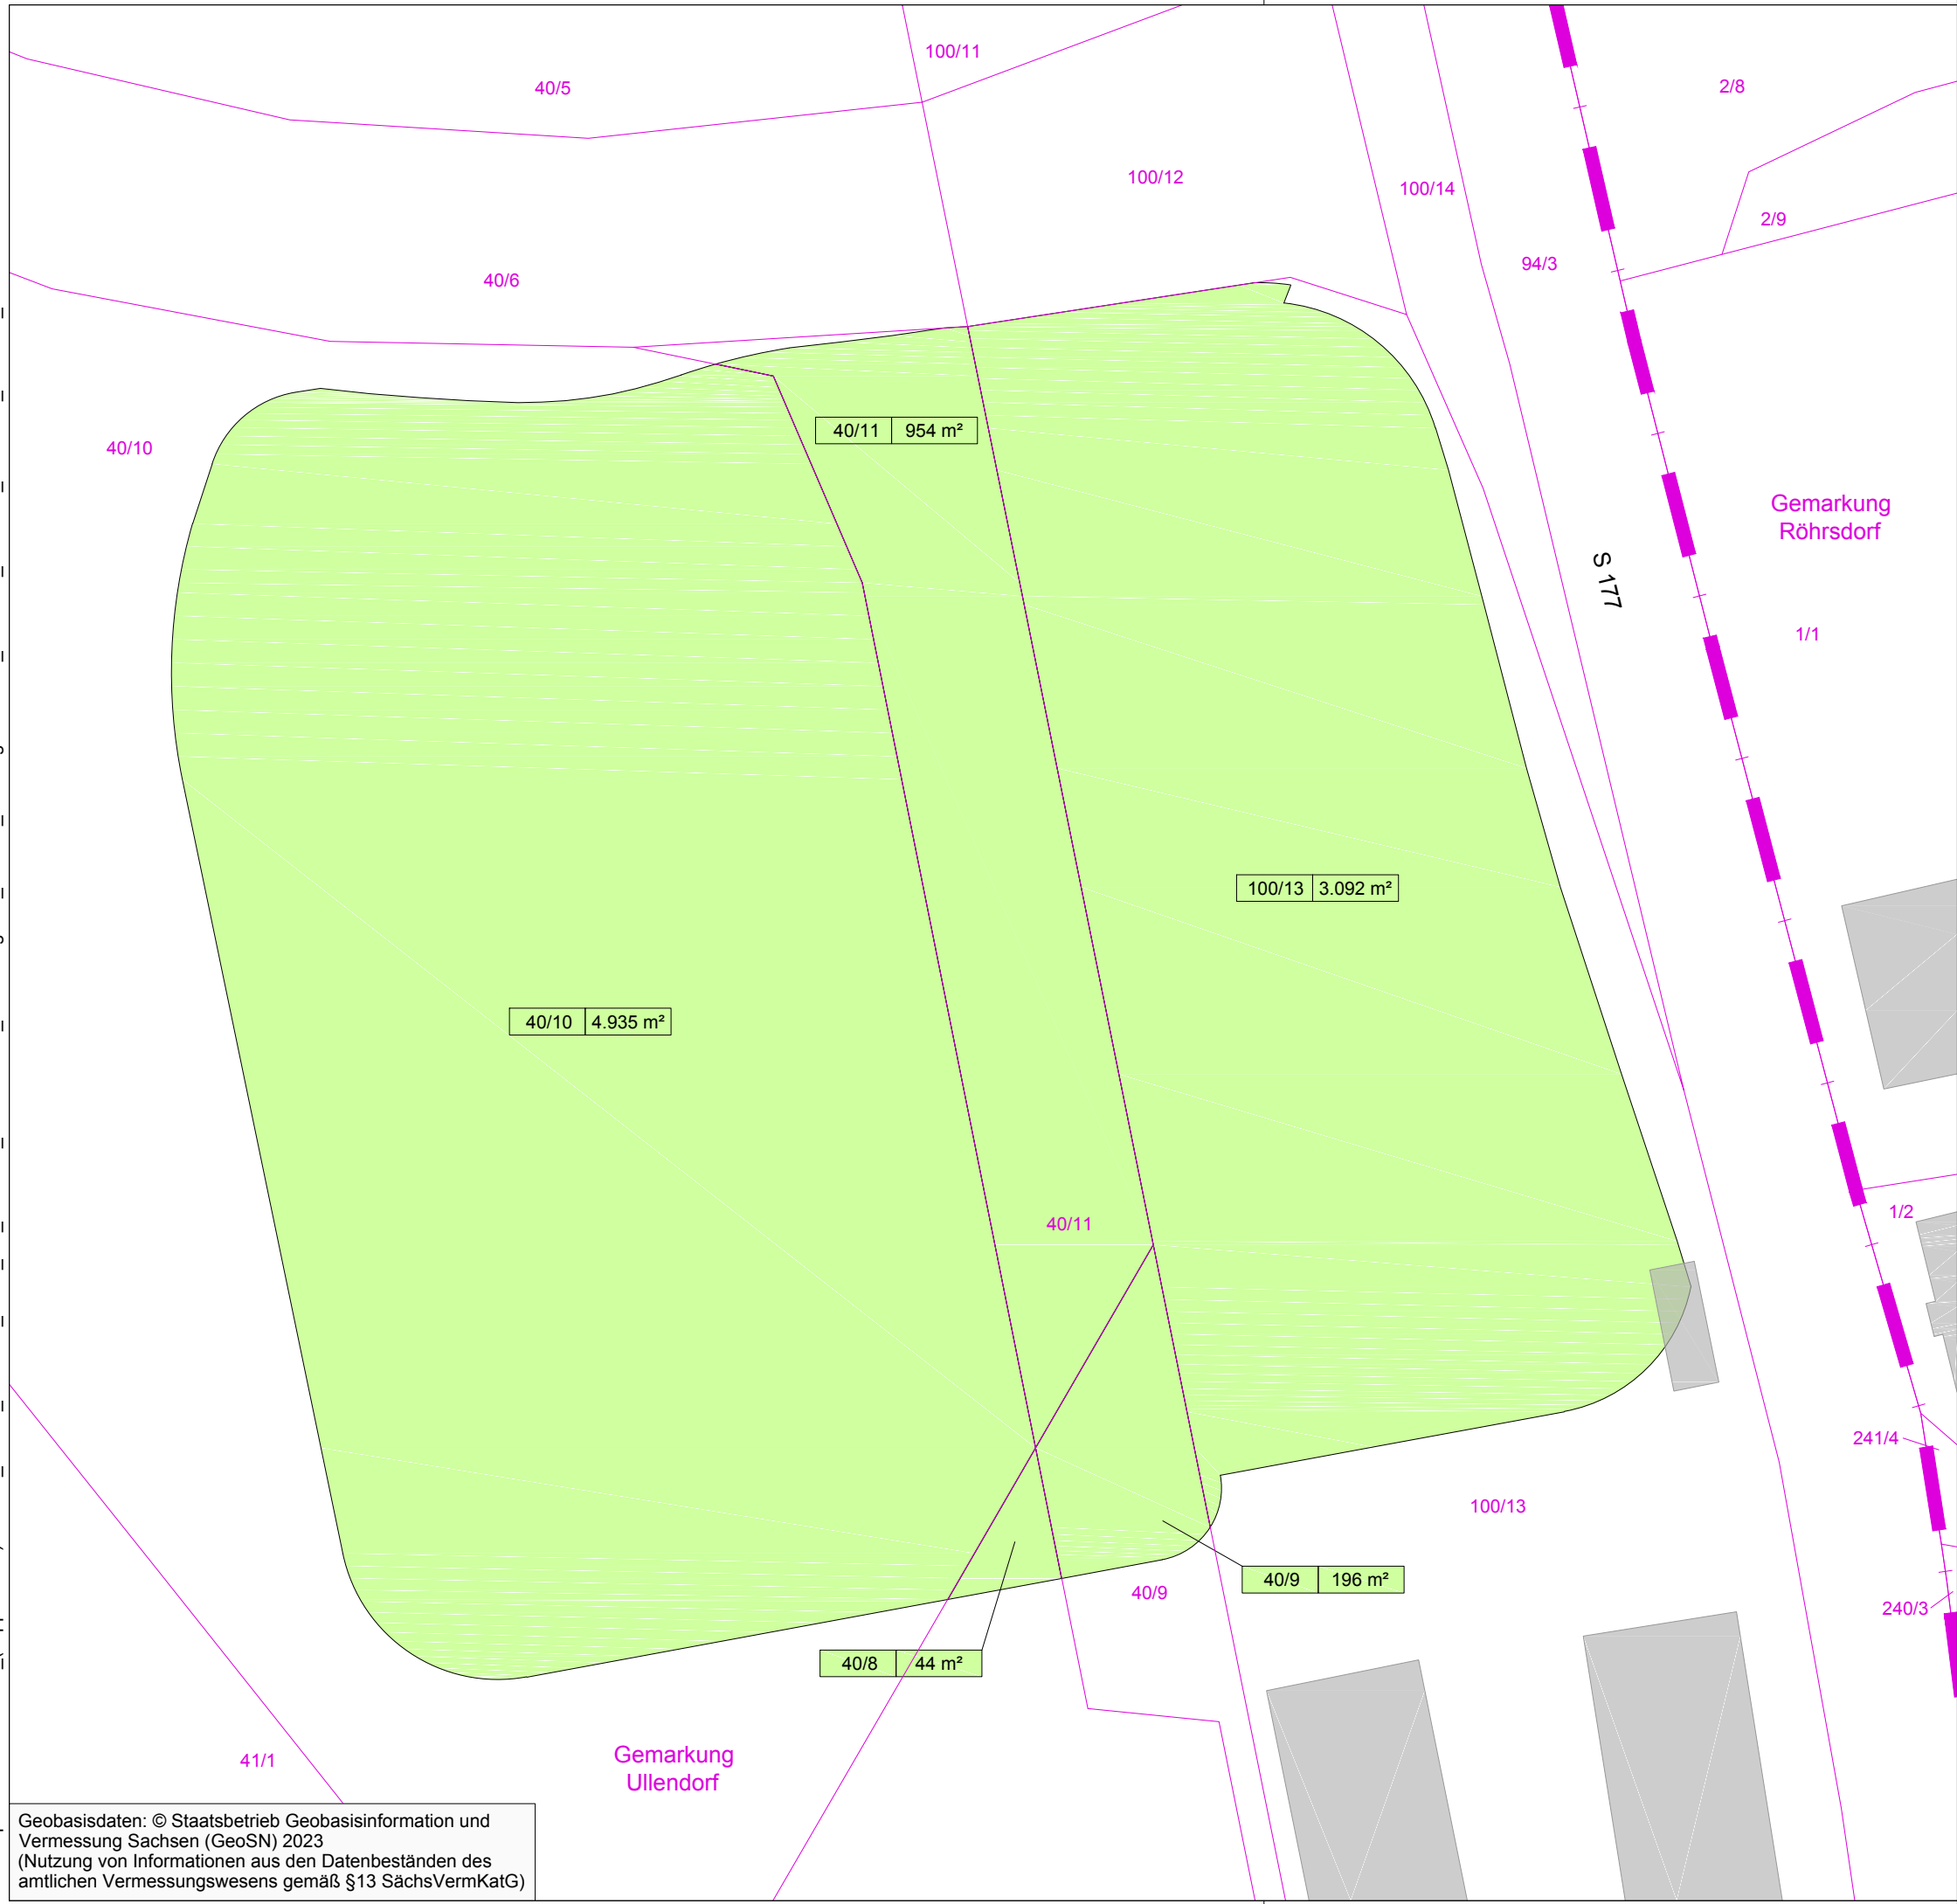 100/11
40/5
2/8
100/12
100/14
2/9
94/3
40/6
40/11 954 m²
40/10
Gemarkung
Röhrsdorf
S 177
1/1
100/13 3.092 m²
40/10 4.935 m²
1/2
40/11
241/4
100/13
40/9 196 m²
40/9
240/3
40/8 44 m²
Gemarkung
Ullendorf
41/1
Geobasisdaten: © Staatsbetrieb Geobasisinformation und
Vermessung Sachsen (GeoSN) 2023
(Nutzung von Informationen aus den Datenbeständen des
amtlichen Vermessungswesens gemäß §13 SächsVermKatG)